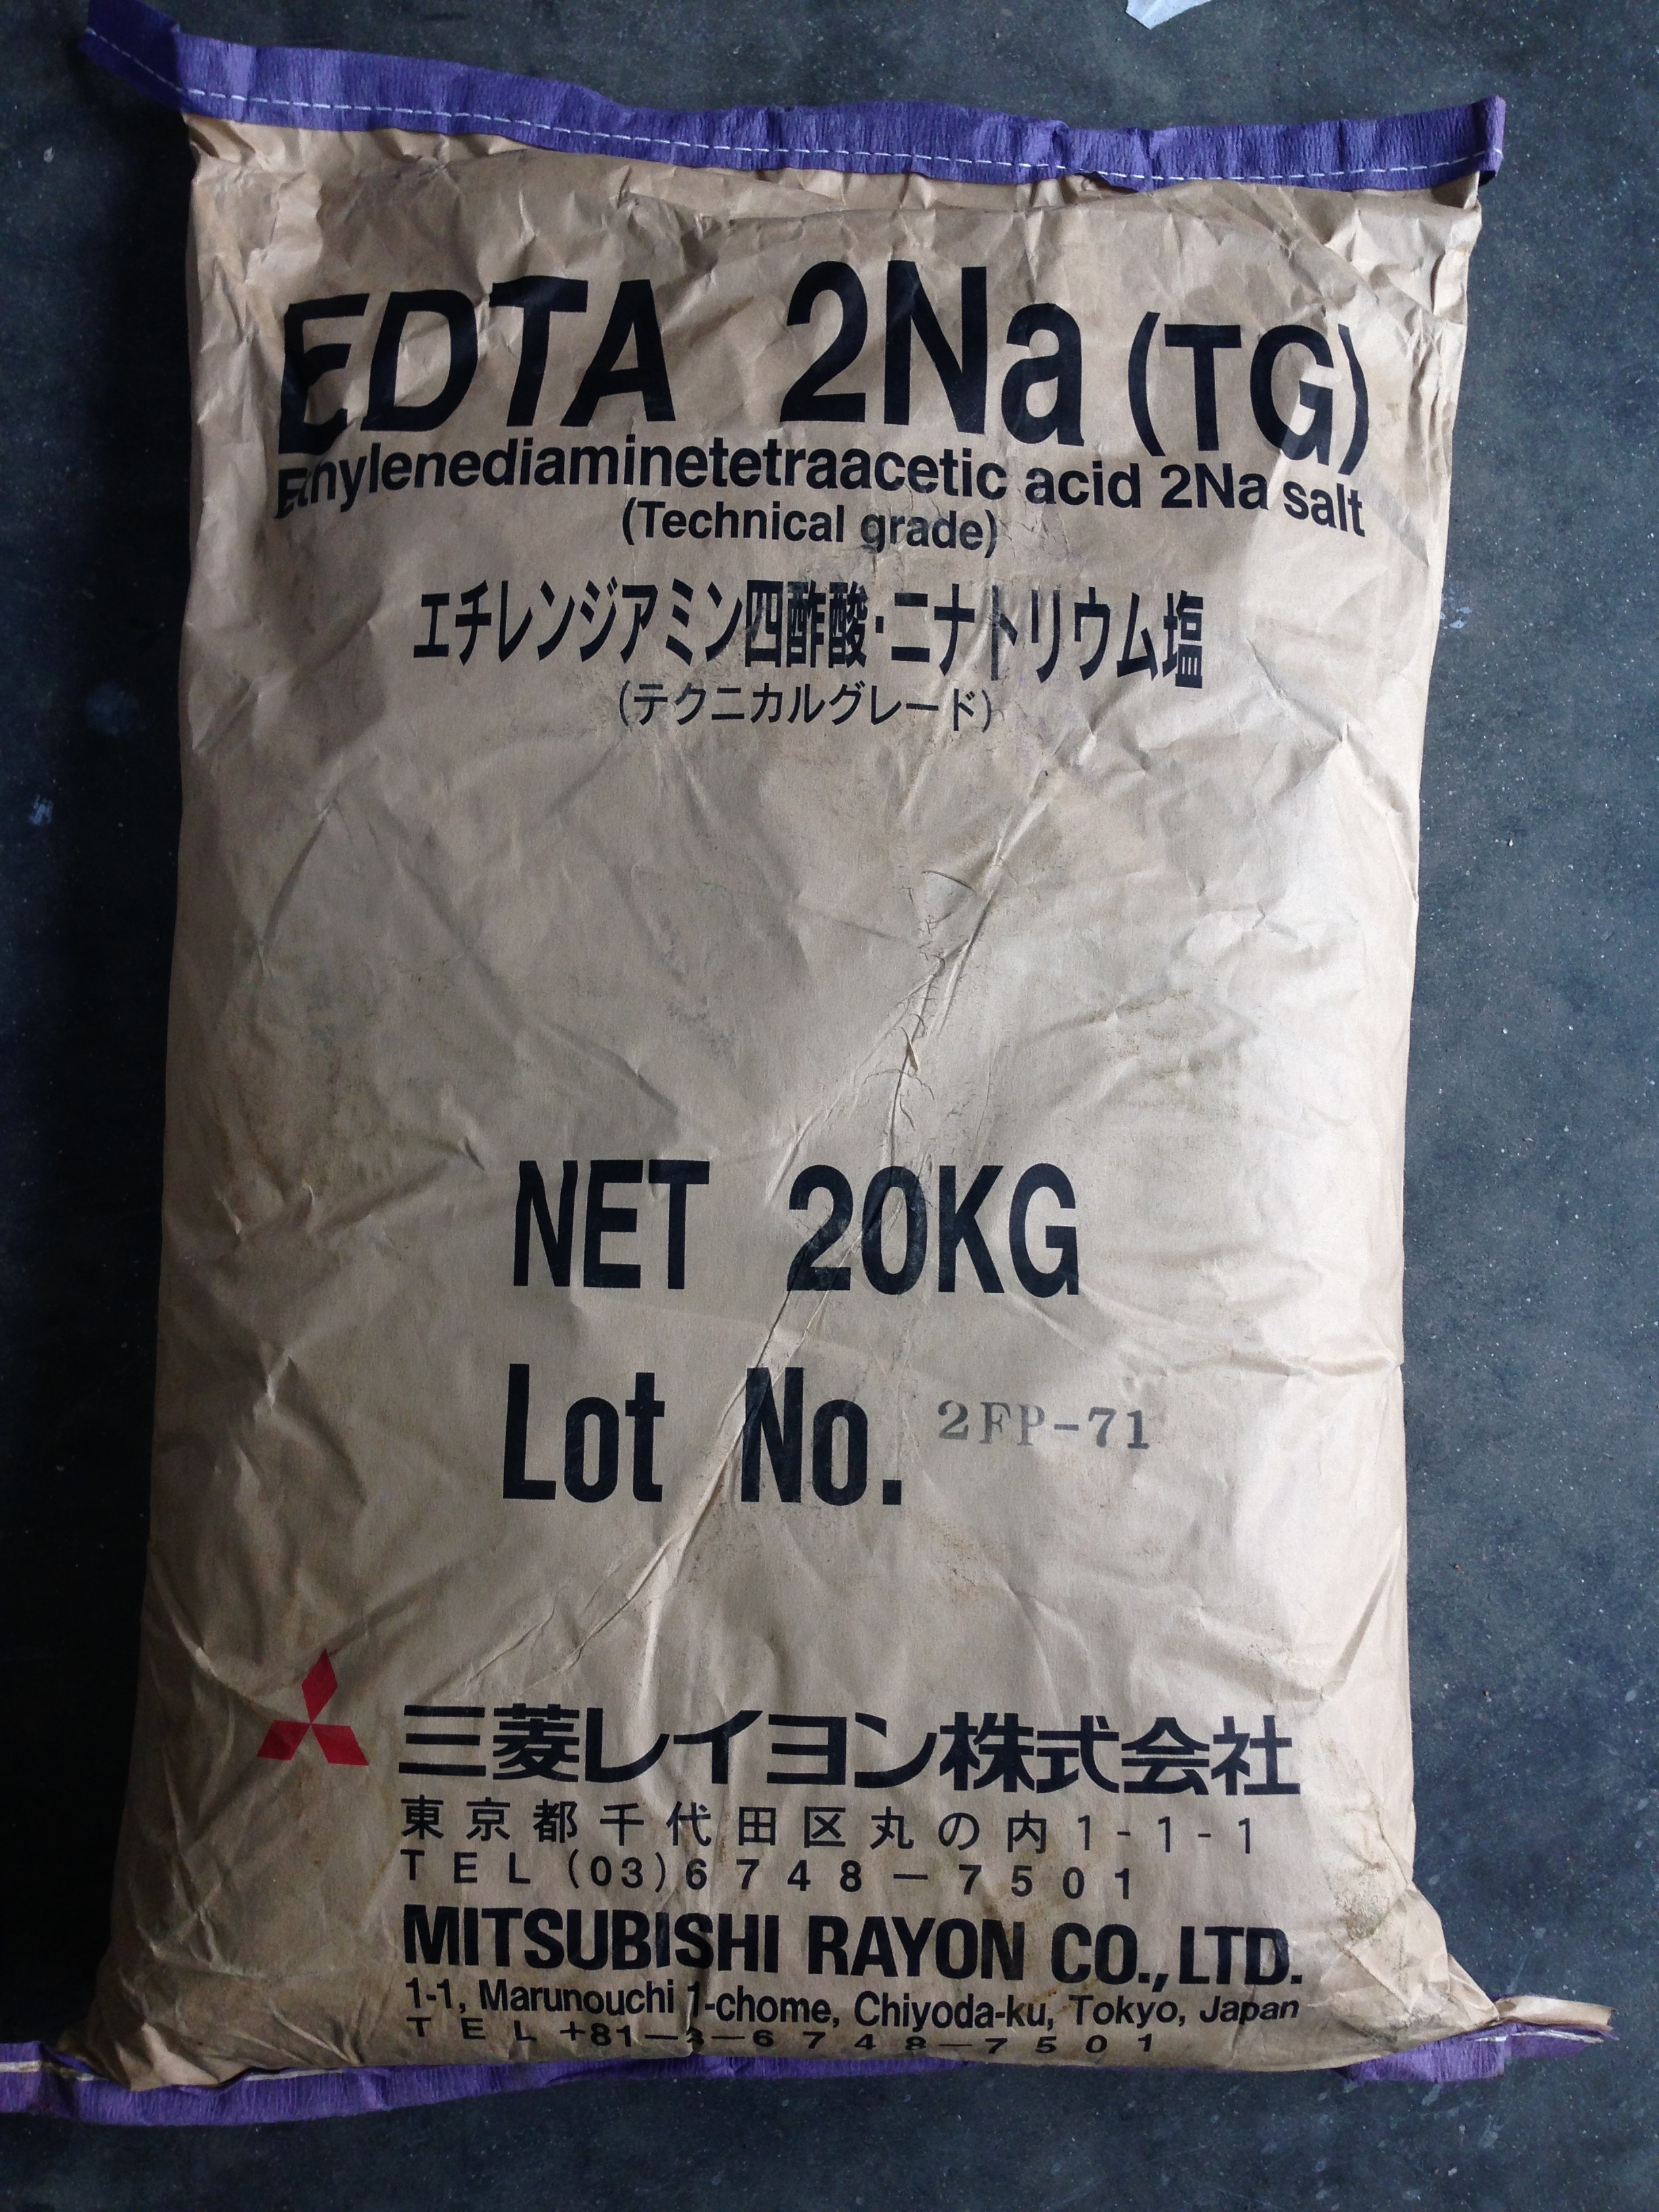 EDTA 2Na (TG)
Ethylenediaminetetraacetic acid 2Na salt
(Technical grade)
エチレンジアミン四酢酸・二ナトリウム塩
(テクニカルグレード)
NET 20KG
Lot No. 2FP-71
三菱レイヨン株式会社
東京都千代田区丸の内1-1-1
TEL (03)6748-7501
MITSUBISHI RAYON CO.,LTD.
1-1, Marunouchi 1-chome, Chiyoda-ku, Tokyo, Japan
TEL +81-3-6748-7501